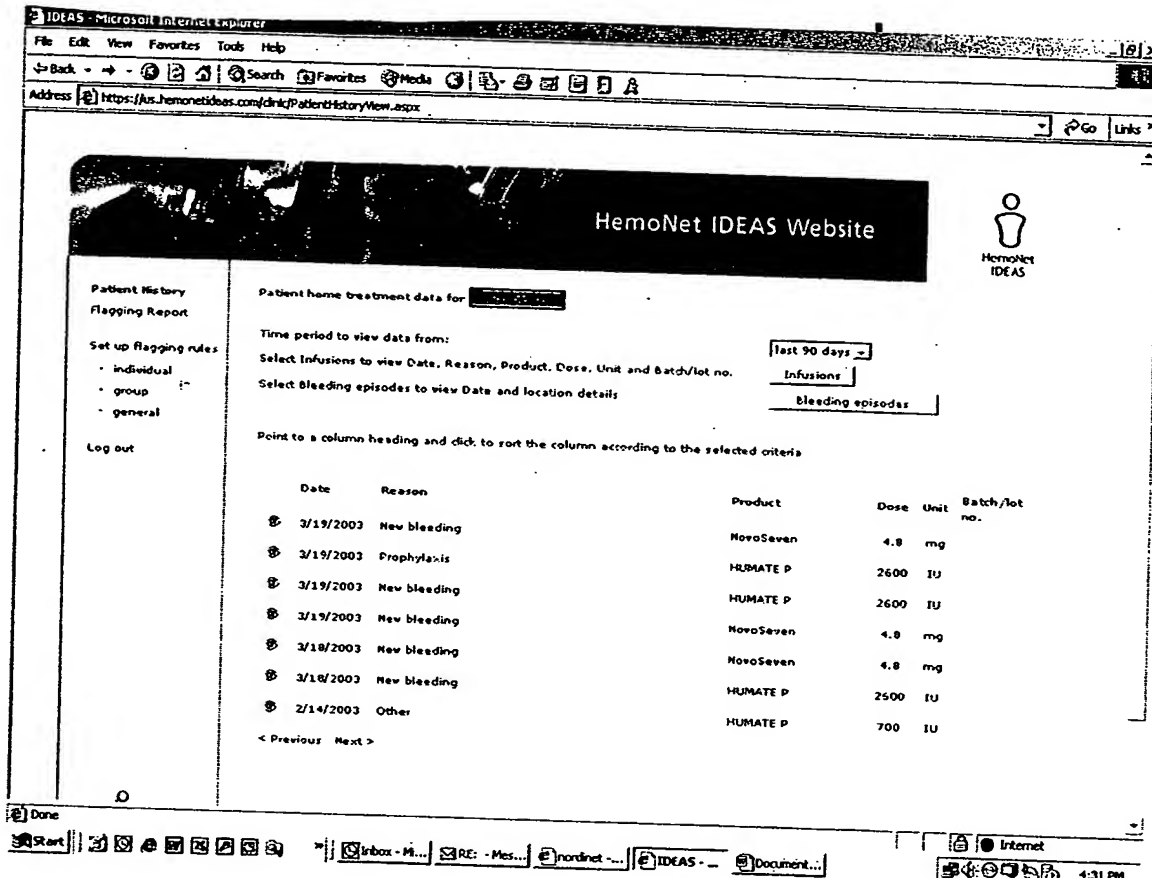 IDEAS - Microsoft Internet Explorer
File Edit View Favorites Tools Help
Back Search Favorites Media
Address https://us.hemonetideas.com/clinic/PatientHistoryView.aspx Go Links »
HemoNet IDEAS Website
HemoNet
IDEAS
Patient History
Flagging Report
Set up flagging rules
- individual
- group
- general
Log out
Patient home treatment data for
Time period to view data from: last 90 days
Select Infusions to view Date, Reason, Product, Dose, Unit and Batch/lot no. Infusions
Select Bleeding episodes to view Date and location details Bleeding episodes
Point to a column heading and click to sort the column according to the selected criteria
Date Reason Product Dose Unit Batch/lot no.
3/19/2003 New bleeding NovoSeven 4.8 mg
3/19/2003 Prophylaxis HUMATE P 2600 IU
3/19/2003 New bleeding HUMATE P 2600 IU
3/19/2003 New bleeding NovoSeven 4.8 mg
3/18/2003 New bleeding NovoSeven 4.8 mg
3/18/2003 New bleeding HUMATE P 2500 IU
2/14/2003 Other HUMATE P 700 IU
< Previous Next >
Done Internet
Start Inbox - Mi... RE: - Mes... nordinet -... IDEAS - ... Document... 4:31 PM